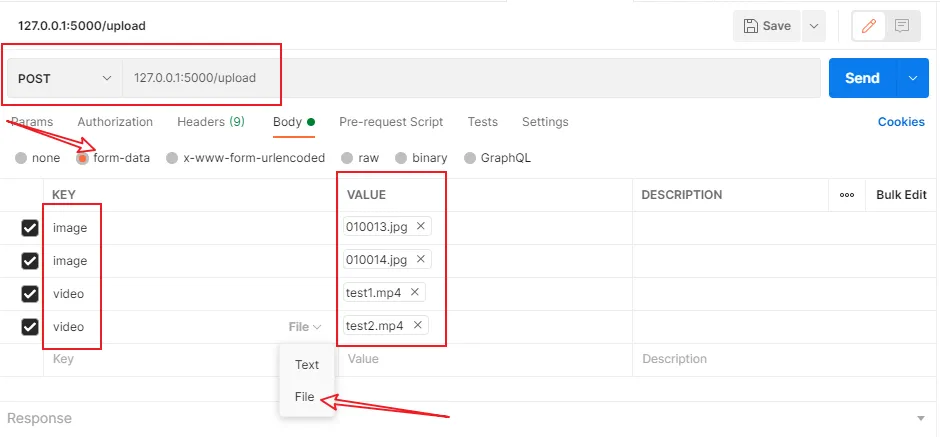 127.0.0.1:5000/upload
Save
POST 127.0.0.1:5000/upload Send
Params Authorization Headers (9) Body Pre-request Script Tests Settings Cookies
none form-data x-www-form-urlencoded raw binary GraphQL
KEY VALUE DESCRIPTION ooo Bulk Edit
image 010013.jpg ×
image 010014.jpg ×
video test1.mp4 ×
video File test2.mp4 ×
Key Value Description
Text
File
Response